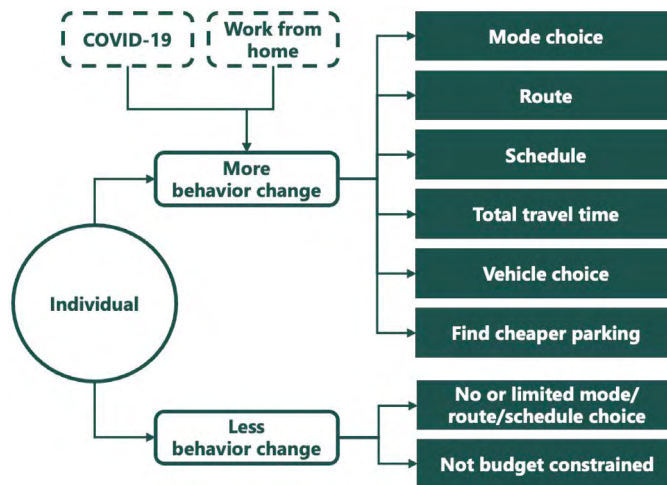 COVID-19
Work from
home
Mode choice
Route
More
behavior change
Schedule
Total travel time
Vehicle choice
Individual
Find cheaper parking
No or limited mode/
route/schedule choice
Less
behavior change
Not budget constrained